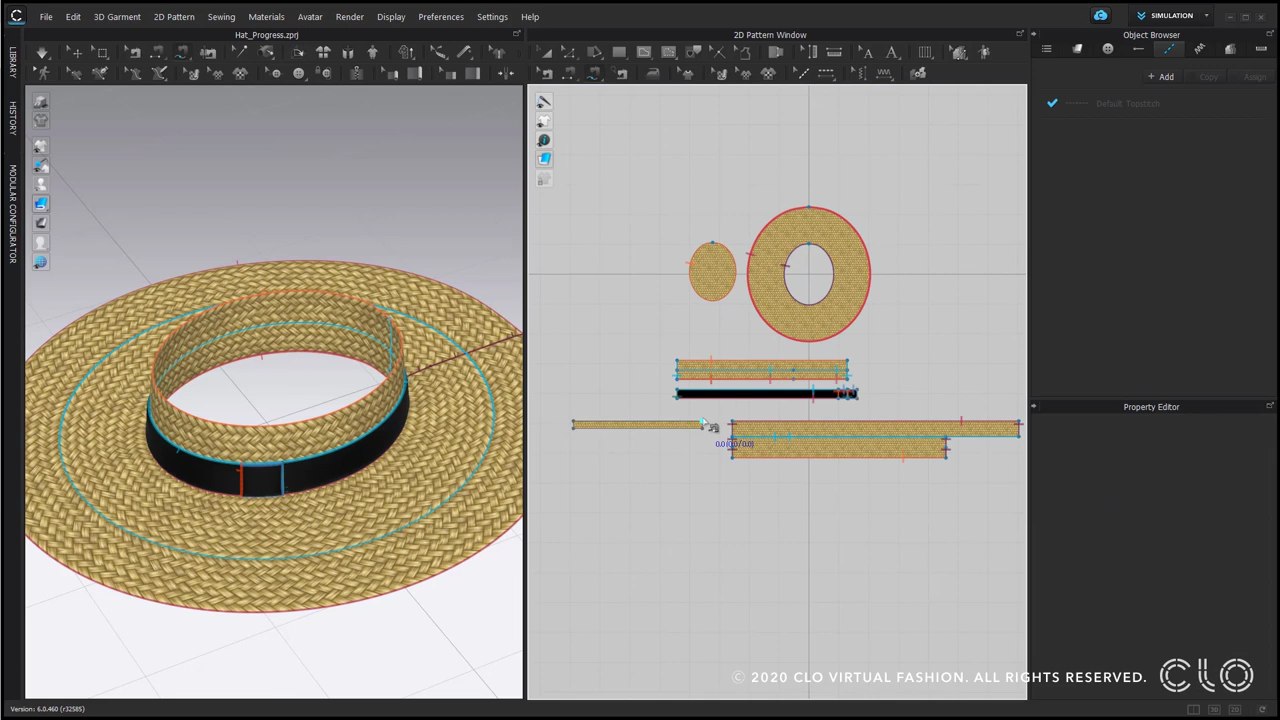 File Edit 3D Garment 2D Pattern Sewing Materials Avatar Render Display Preferences Settings Help
SIMULATION
Hat_Progress.zprj
2D Pattern Window
Object Browser
LIBRARY
HISTORY
MODULAR CONFIGURATOR
+ Add Copy Assign
Default Topstitch
Property Editor
© 2020 CLO VIRTUAL FASHION. ALL RIGHTS RESERVED. CLO
Version: 6.0.460 (r32585)